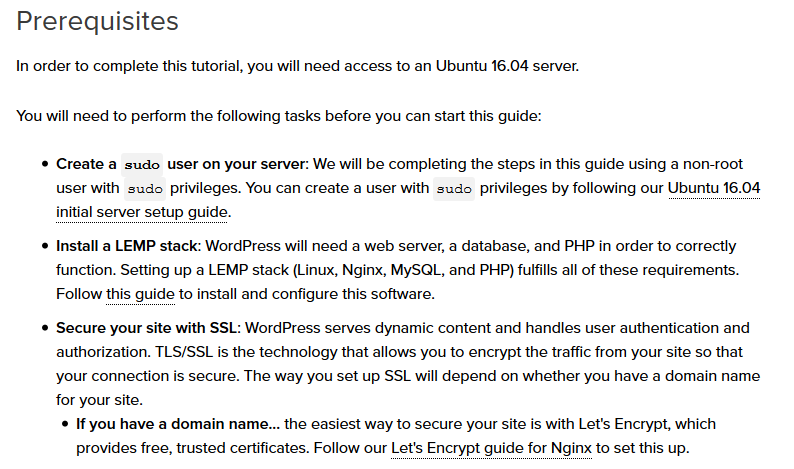 Prerequisites
In order to complete this tutorial, you will need access to an Ubuntu 16.04 server.
You will need to perform the following tasks before you can start this guide:
• Create a sudo user on your server: We will be completing the steps in this guide using a non-root
user with sudo privileges. You can create a user with sudo privileges by following our Ubuntu 16.04
initial server setup guide.
• Install a LEMP stack: WordPress will need a web server, a database, and PHP in order to correctly
function. Setting up a LEMP stack (Linux, Nginx, MySQL, and PHP) fulfills all of these requirements.
Follow this guide to install and configure this software.
• Secure your site with SSL: WordPress serves dynamic content and handles user authentication and
authorization. TLS/SSL is the technology that allows you to encrypt the traffic from your site so that
your connection is secure. The way you set up SSL will depend on whether you have a domain name
for your site.
• If you have a domain name... the easiest way to secure your site is with Let's Encrypt, which
provides free, trusted certificates. Follow our Let's Encrypt guide for Nginx to set this up.